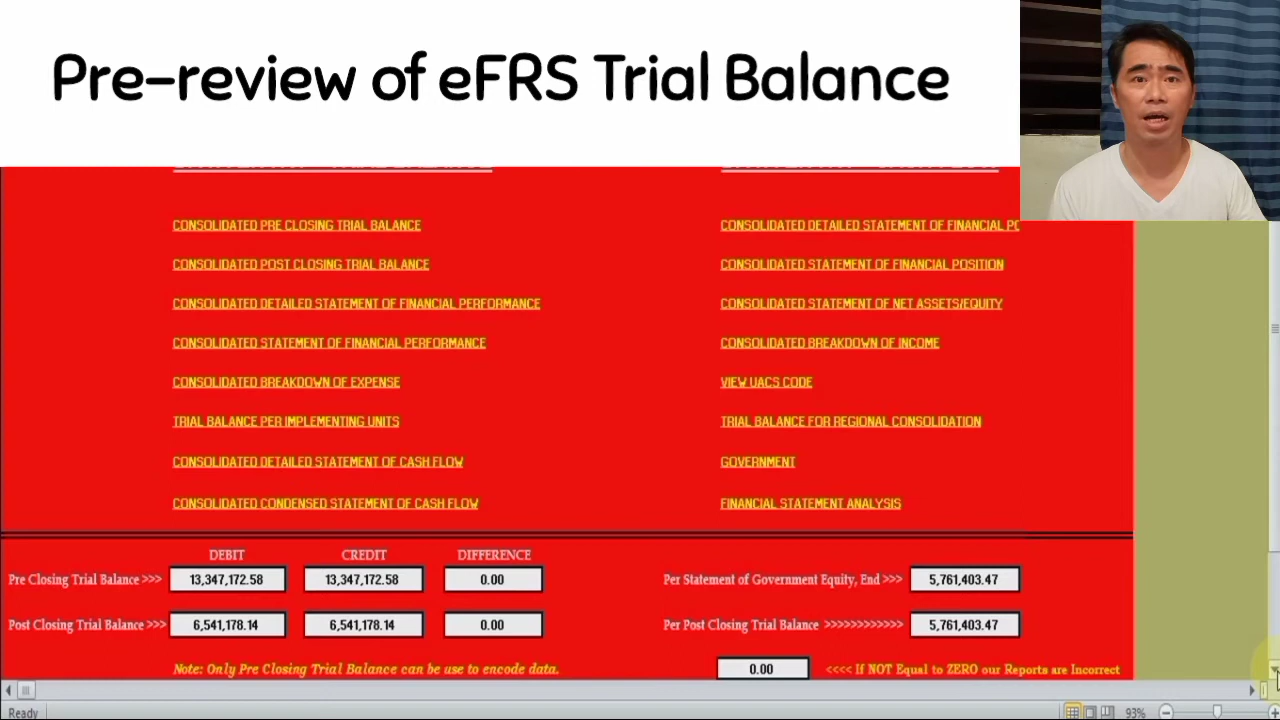 Pre-review of eFRS Trial Balance
CONSOLIDATED PRE CLOSING TRIAL BALANCE
CONSOLIDATED POST CLOSING TRIAL BALANCE
CONSOLIDATED DETAILED STATEMENT OF FINANCIAL PERFORMANCE
CONSOLIDATED STATEMENT OF FINANCIAL PERFORMANCE
CONSOLIDATED BREAKDOWN OF EXPENSE
TRIAL BALANCE PER IMPLEMENTING UNITS
CONSOLIDATED DETAILED STATEMENT OF CASH FLOW
CONSOLIDATED CONDENSED STATEMENT OF CASH FLOW
CONSOLIDATED DETAILED STATEMENT OF FINANCIAL PO
CONSOLIDATED STATEMENT OF FINANCIAL POSITION
CONSOLIDATED STATEMENT OF NET ASSETS/EQUITY
CONSOLIDATED BREAKDOWN OF INCOME
VIEW UACS CODE
TRIAL BALANCE FOR REGIONAL CONSOLIDATION
GOVERNMENT
FINANCIAL STATEMENT ANALYSIS
DEBIT CREDIT DIFFERENCE
Pre Closing Trial Balance >>> 13,347,172.58 13,347,172.58 0.00
Post Closing Trial Balance >>> 6,541,178.14 6,541,178.14 0.00
Note: Only Pre Closing Trial Balance can be use to encode data.
Per Statement of Government Equity, End >>> 5,761,403.47
Per Post Closing Trial Balance >>>>>>>>>>>> 5,761,403.47
0.00 <<<< If NOT Equal to ZERO our Reports are Incorrect
Ready 93%